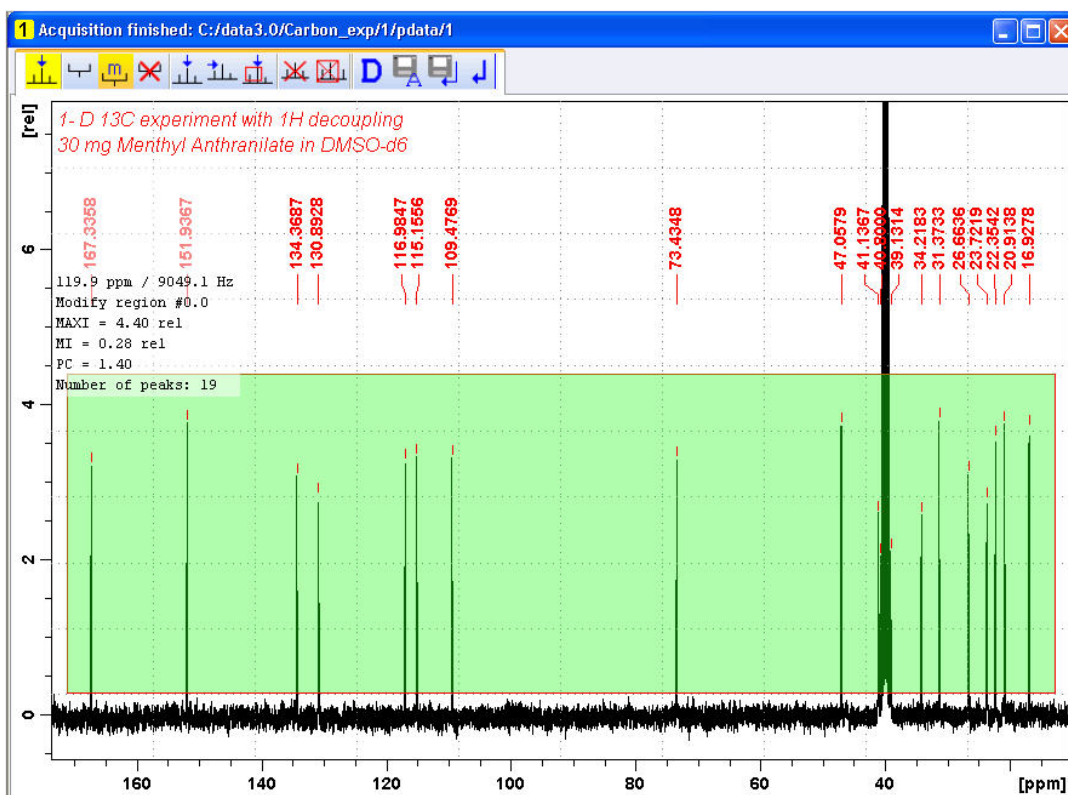 1 Acquisition finished: C:/data3.0/Carbon_exp/1/pdata/1
m D A
[rel]
1- D 13C experiment with 1H decoupling
30 mg Menthyl Anthranilate in DMSO-d6
167.3358 151.9367 134.3687 130.8928 116.9847 115.1556 109.4769 73.4348 47.0579 41.1367 39.1314 34.2183 31.3733 26.6636 23.7219 22.3542 20.9138 16.9278
6
119.9 ppm / 9049.1 Hz
Modify region #0.0
MAXI = 4.40 rel
MI = 0.28 rel
PC = 1.40
Number of peaks: 19
4
2
0
160 140 120 100 80 60 40 [ppm]